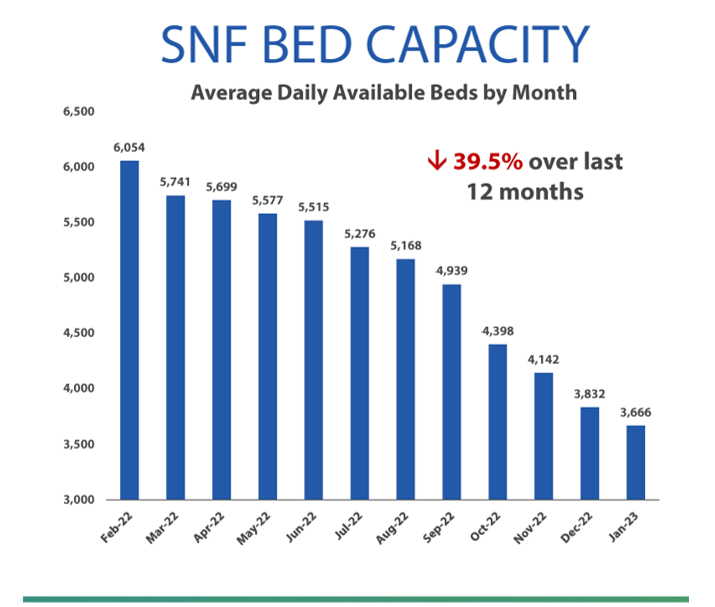 SNF BED CAPACITY
Average Daily Available Beds by Month
6,500
6,000
5,500
5,000
4,500
4,000
3,500
3,000
↓ 39.5% over last
12 months
6,054
5,741
5,699
5,577
5,515
5,276
5,168
4,939
4,398
4,142
3,832
3,666
Feb-22
Mar-22
Apr-22
May-22
Jun-22
Jul-22
Aug-22
Sep-22
Oct-22
Nov-22
Dec-22
Jan-23